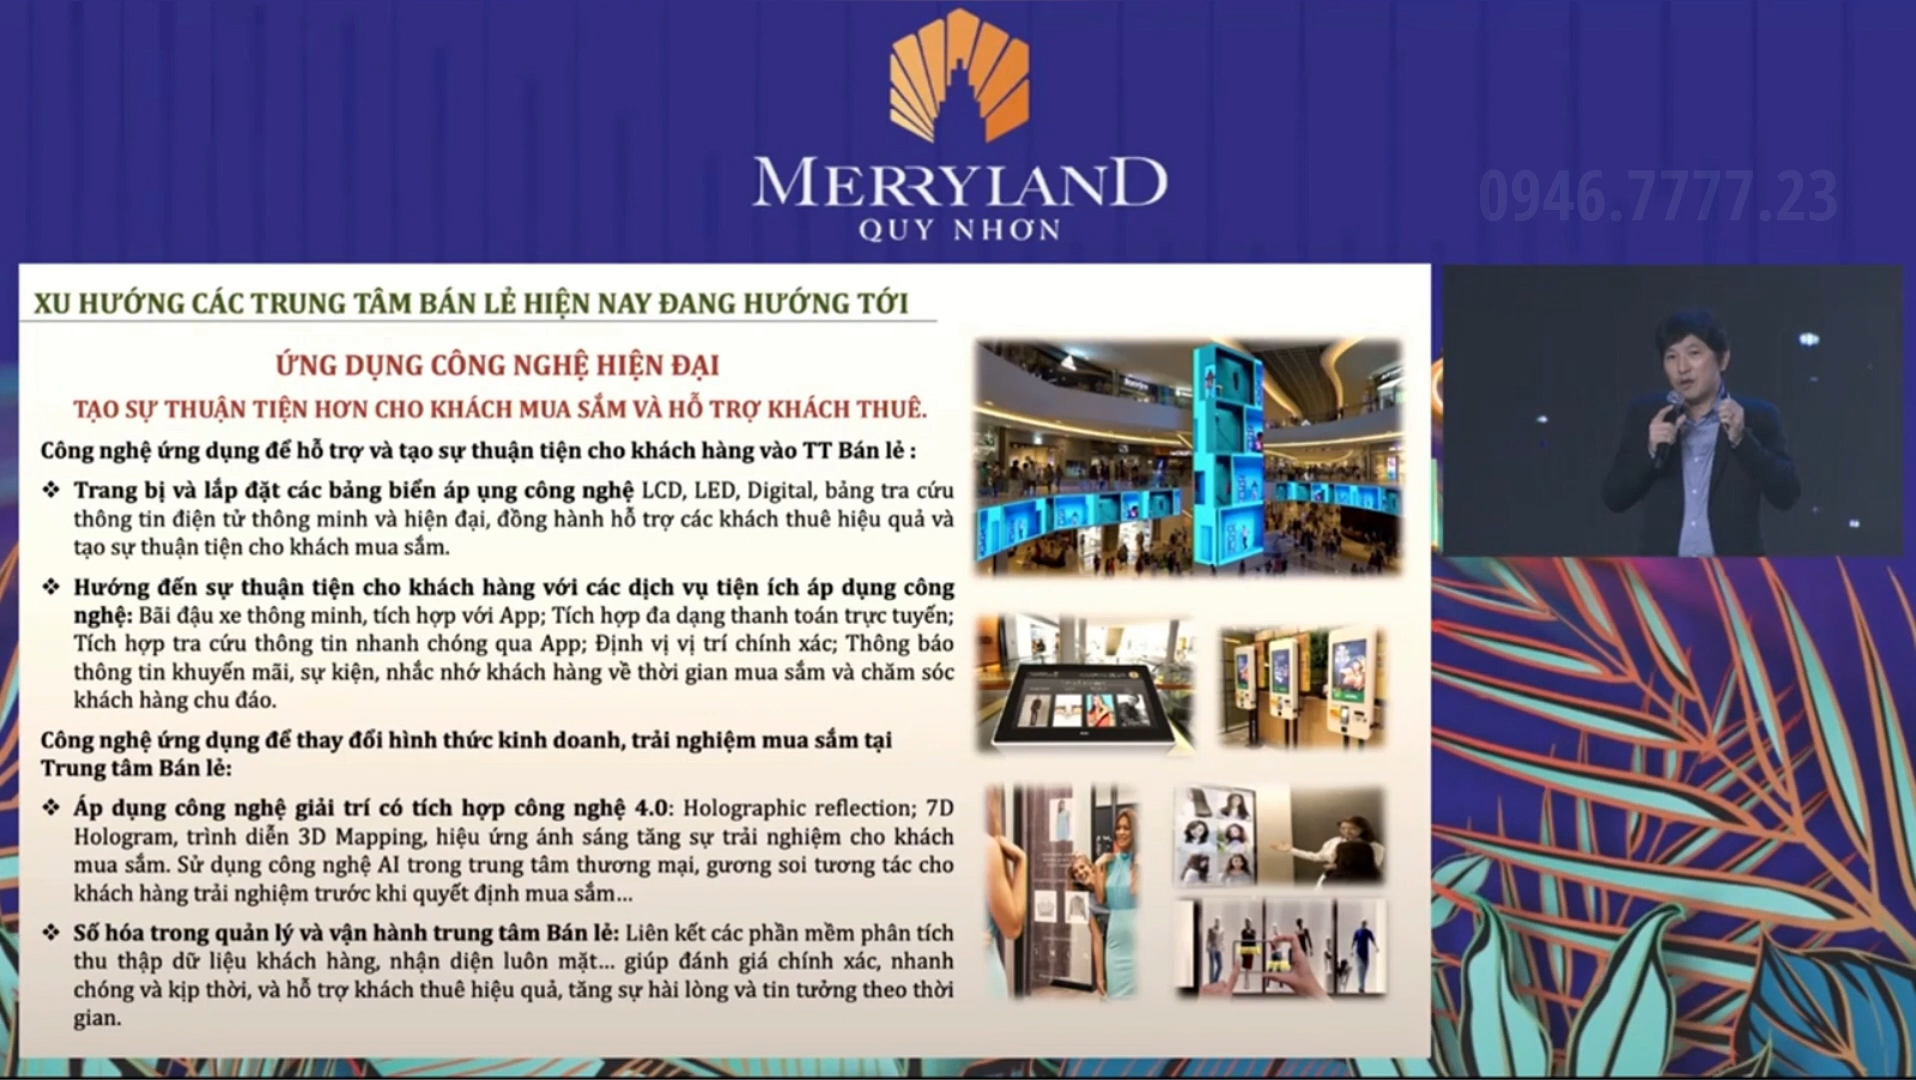 MERRYLAND
QUY NHƠN
0946.7777.23
XU HƯỚNG CÁC TRUNG TÂM BÁN LẺ HIỆN NAY ĐANG HƯỚNG TỚI
ỨNG DỤNG CÔNG NGHỆ HIỆN ĐẠI
TẠO SỰ THUẬN TIỆN HƠN CHO KHÁCH MUA SẮM VÀ HỖ TRỢ KHÁCH THUÊ.
Công nghệ ứng dụng để hỗ trợ và tạo sự thuận tiện cho khách hàng vào TT Bán lẻ :
❖ Trang bị và lắp đặt các bảng biển áp ụng công nghệ LCD, LED, Digital, bảng tra cứu
thông tin điện tử thông minh và hiện đại, đồng hành hỗ trợ các khách thuê hiệu quả và
tạo sự thuận tiện cho khách mua sắm.
❖ Hướng đến sự thuận tiện cho khách hàng với các dịch vụ tiện ích áp dụng công
nghệ: Bãi đậu xe thông minh, tích hợp với App; Tích hợp đa dạng thanh toán trực tuyến;
Tích hợp tra cứu thông tin nhanh chóng qua App; Định vị vị trí chính xác; Thông báo
thông tin khuyến mãi, sự kiện, nhắc nhớ khách hàng về thời gian mua sắm và chăm sóc
khách hàng chu đáo.
Công nghệ ứng dụng để thay đổi hình thức kinh doanh, trải nghiệm mua sắm tại
Trung tâm Bán lẻ:
❖ Áp dụng công nghệ giải trí có tích hợp công nghệ 4.0: Holographic reflection; 7D
Hologram, trình diễn 3D Mapping, hiệu ứng ánh sáng tăng sự trải nghiệm cho khách
mua sắm. Sử dụng công nghệ AI trong trung tâm thương mại, gương soi tương tác cho
khách hàng trải nghiệm trước khi quyết định mua sắm...
❖ Số hóa trong quản lý và vận hành trung tâm Bán lẻ: Liên kết các phần mềm phân tích
thu thập dữ liệu khách hàng, nhận diện luôn mặt... giúp đánh giá chính xác, nhanh
chóng và kịp thời, và hỗ trợ khách thuê hiệu quả, tăng sự hài lòng và tin tưởng theo thời
gian.